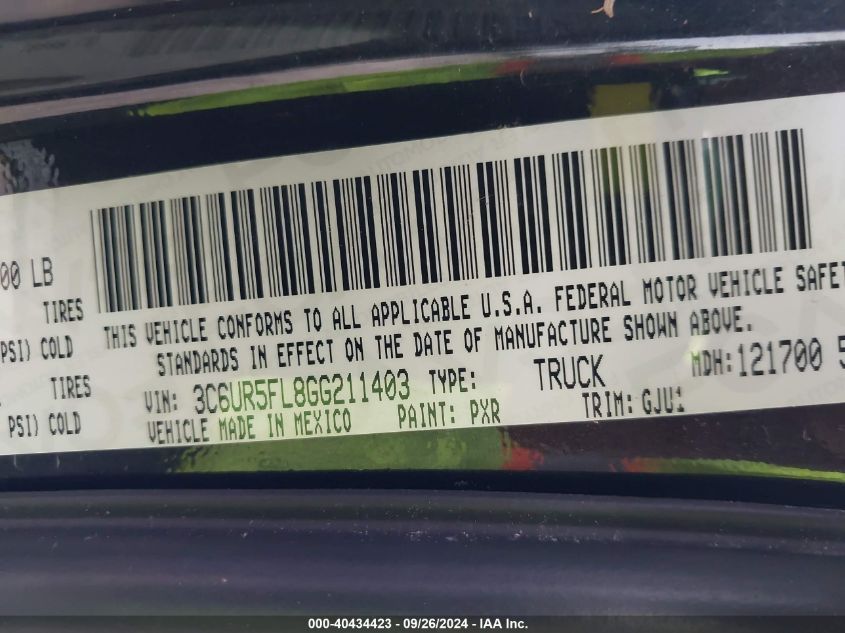 00 LB
TIRES
PSI) COLD
TIRES
PSI) COLD
THIS VEHICLE CONFORMS TO ALL APPLICABLE U.S.A. FEDERAL MOTOR VEHICLE SAFET
STANDARDS IN EFFECT ON THE DATE OF MANUFACTURE SHOWN ABOVE.
VIN: 3C6UR5FL8GG211403 TYPE: TRUCK MDH:121700 5
VEHICLE MADE IN MEXICO PAINT: PXR TRIM: GJU1
000-40434423 - 09/26/2024 - IAA Inc.